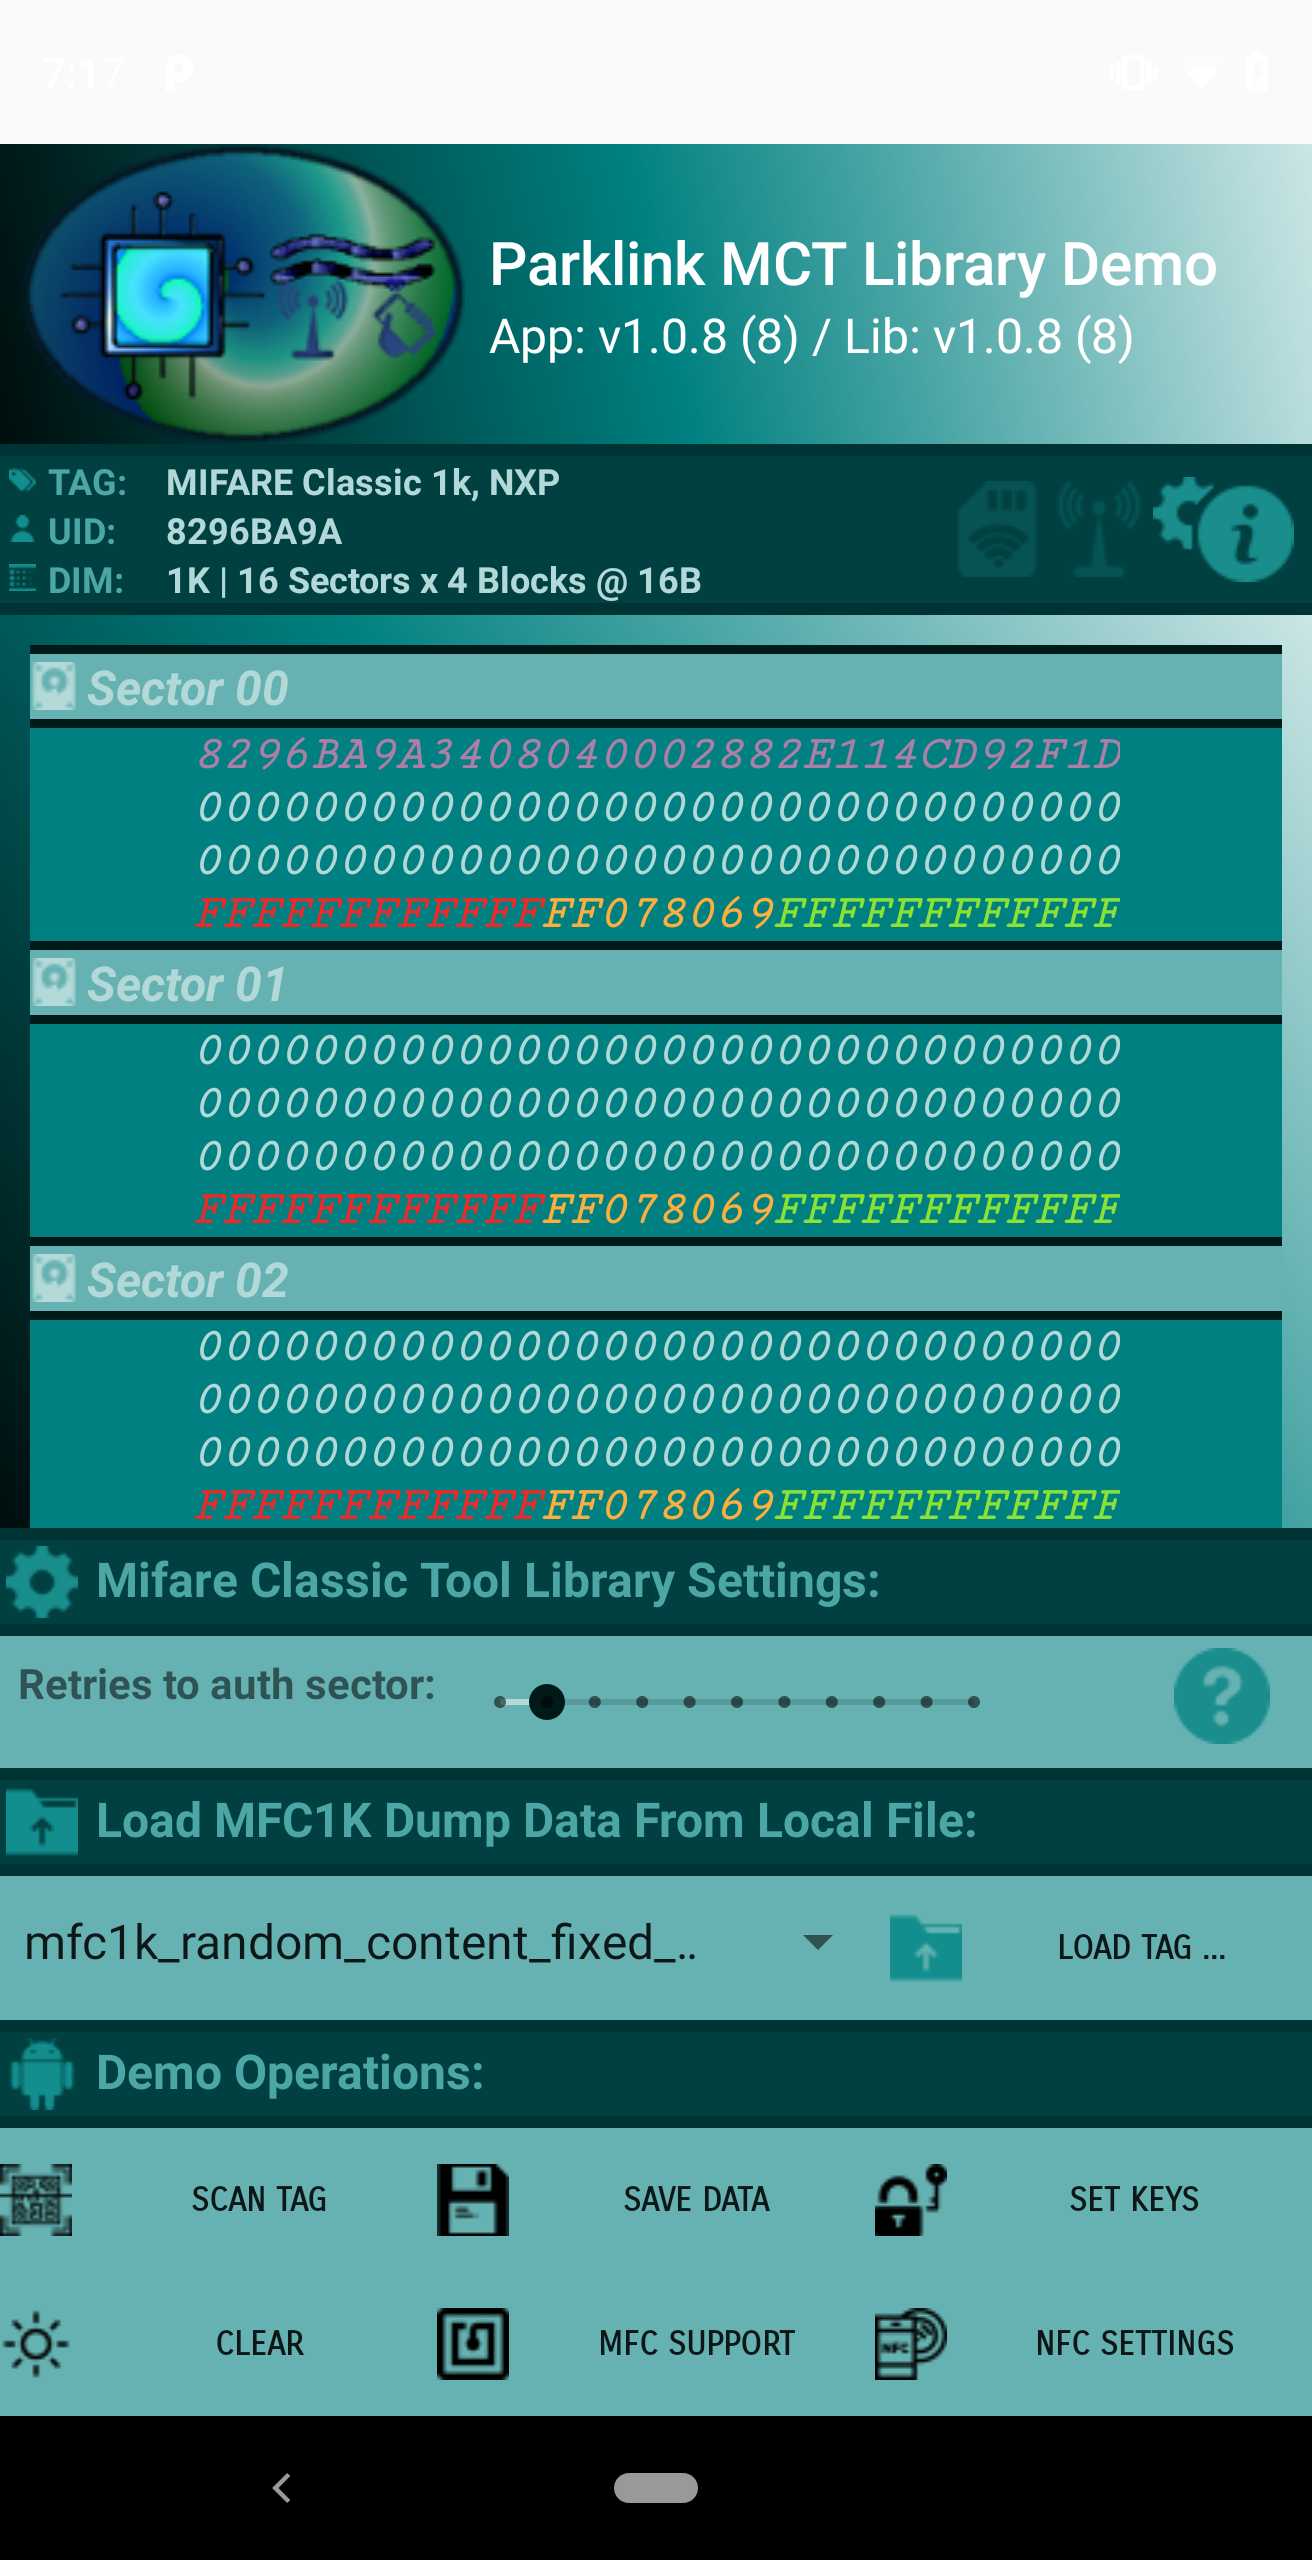 7:17
Parklink MCT Library Demo
App: v1.0.8 (8) / Lib: v1.0.8 (8)
TAG: MIFARE Classic 1k, NXP
UID: 8296BA9A
DIM: 1K | 16 Sectors x 4 Blocks @ 16B
Sector 00
8296BA9A3408040002882E114CD92F1D
00000000000000000000000000000000
00000000000000000000000000000000
FFFFFFFFFFFFFF078069FFFFFFFFFFFF
Sector 01
00000000000000000000000000000000
00000000000000000000000000000000
00000000000000000000000000000000
FFFFFFFFFFFFFF078069FFFFFFFFFFFF
Sector 02
00000000000000000000000000000000
00000000000000000000000000000000
00000000000000000000000000000000
FFFFFFFFFFFFFF078069FFFFFFFFFFFF
Mifare Classic Tool Library Settings:
Retries to auth sector:
Load MFC1K Dump Data From Local File:
mfc1k_random_content_fixed_.. LOAD TAG ...
Demo Operations:
SCAN TAG SAVE DATA SET KEYS
CLEAR MFC SUPPORT NFC SETTINGS